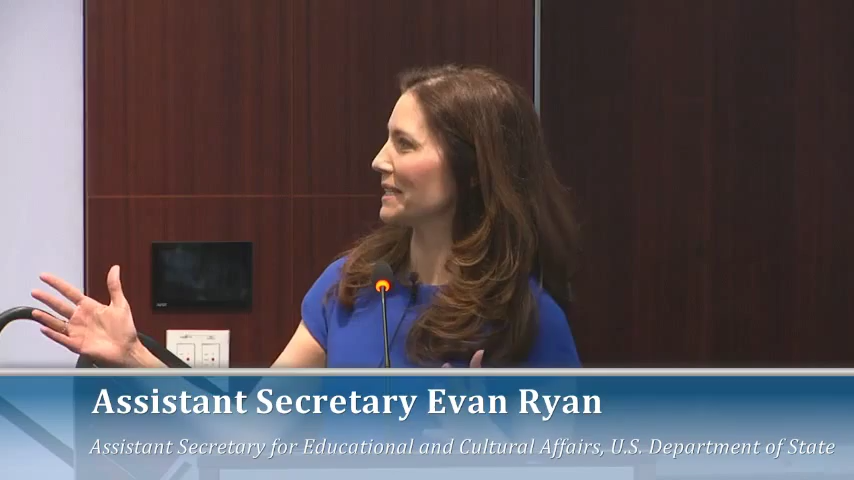 Assistant Secretary Evan Ryan
Assistant Secretary for Educational and Cultural Affairs, U.S. Department of State